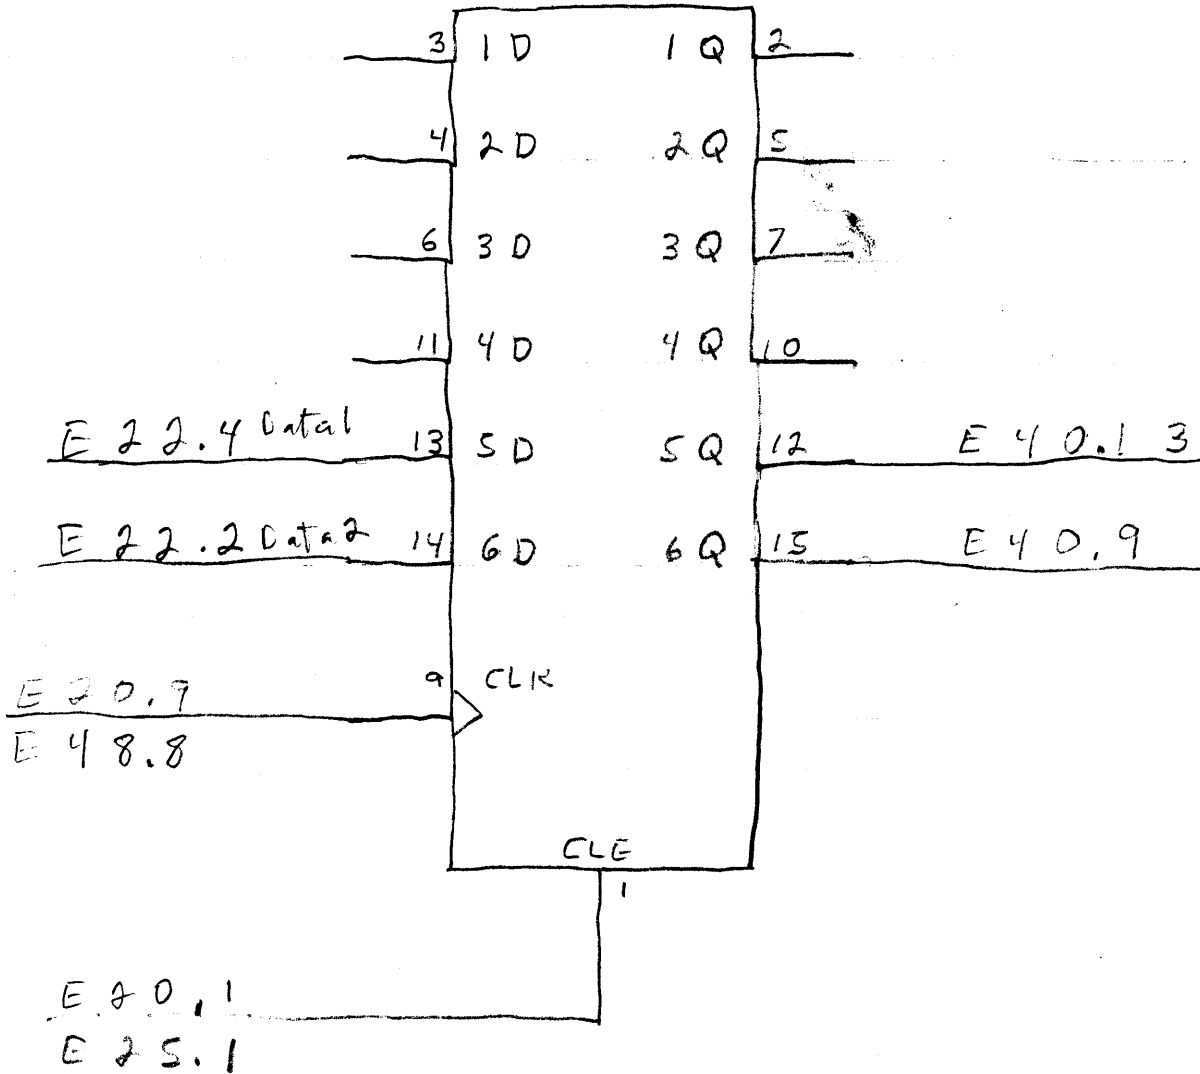 3 1D 1Q 2
4 2D 2Q 5
6 3D 3Q 7
11 4D 4Q 10
E 22.4 Data1 13 5D 5Q 12 E 40.13
E 22.2 Data2 14 6D 6Q 15 E 40.9
9 CLK
E 20.9
E 48.8
CLE
1
E 20.1
E 25.1